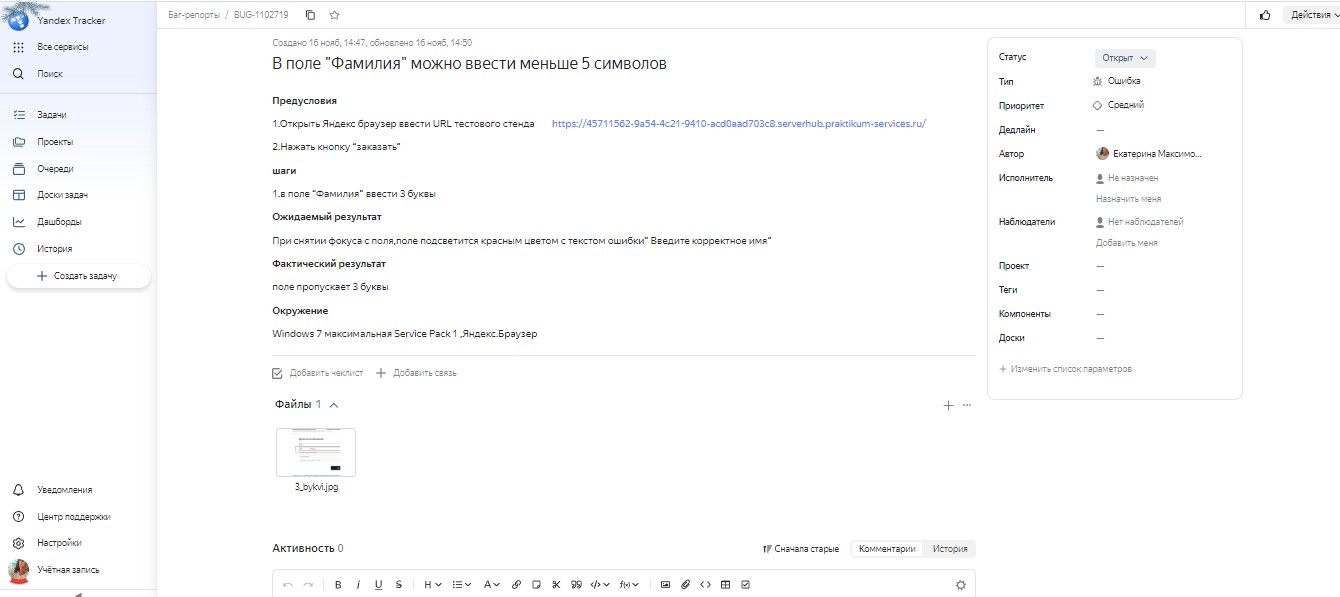 Yandex Tracker
Все сервисы
Поиск
Задачи
Проекты
Очереди
Доски задач
Дашборды
История
Создать задачу
Уведомления
Центр поддержки
Настройки
Учётная запись
Баг-репорты / BUG-1102719
Действия
Создано 16 нояб, 14:47, обновлено 16 нояб, 14:50
В поле "Фамилия" можно ввести меньше 5 символов
Предусловия
1.Открыть Яндекс браузер ввести URL тестового стенда https://45711562-9a54-4c21-9410-acd0aad703c8.serverhub.praktikum-services.ru/
2.Нажать кнопку "заказать"
шаги
1.в поле "Фамилия" ввести 3 буквы
Ожидаемый результат
При снятии фокуса с поля,поле подсветится красным цветом с текстом ошибки" Введите корректное имя"
Фактический результат
поле пропускает 3 буквы
Окружение
Windows 7 максимальная Service Pack 1 ,Яндекс.Браузер
Добавить чеклист Добавить связь
Файлы 1
3_bykvi.jpg
Активность 0
Сначала старые Комментарии История
B i U S H A
Статус Открыт
Тип Ошибка
Приоритет Средний
Дедлайн —
Автор Екатерина Максимо...
Исполнитель Не назначен
Назначить меня
Наблюдатели Нет наблюдателей
Добавить меня
Проект —
Теги —
Компоненты —
Доски —
+ Изменить список параметров